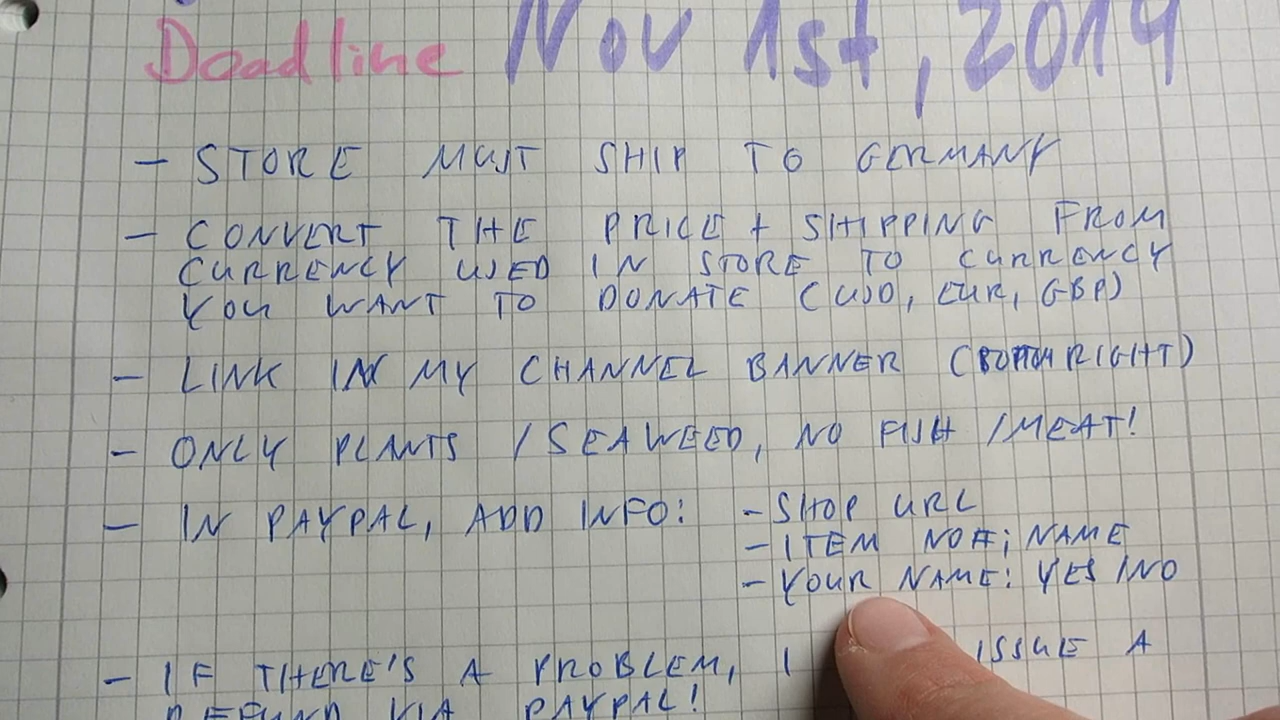 Deadline Nov 1st, 2019
- STORE MUST SHIP TO GERMANY
- CONVERT THE PRICE + SHIPPING FROM
CURRENCY USED IN STORE TO CURRENCY
YOU WANT TO DONATE (USD, EUR, GBP)
- LINK IN MY CHANNEL BANNER (BOTTOM RIGHT)
- ONLY PLANTS / SEAWEED, NO FISH / MEAT!
- IN PAYPAL, ADD INFO: - SHOP URL
- ITEM NO#; NAME
- YOUR NAME: YES / NO
- IF THERE'S A PROBLEM, I ISSUE A
REFUND VIA PAYPAL!